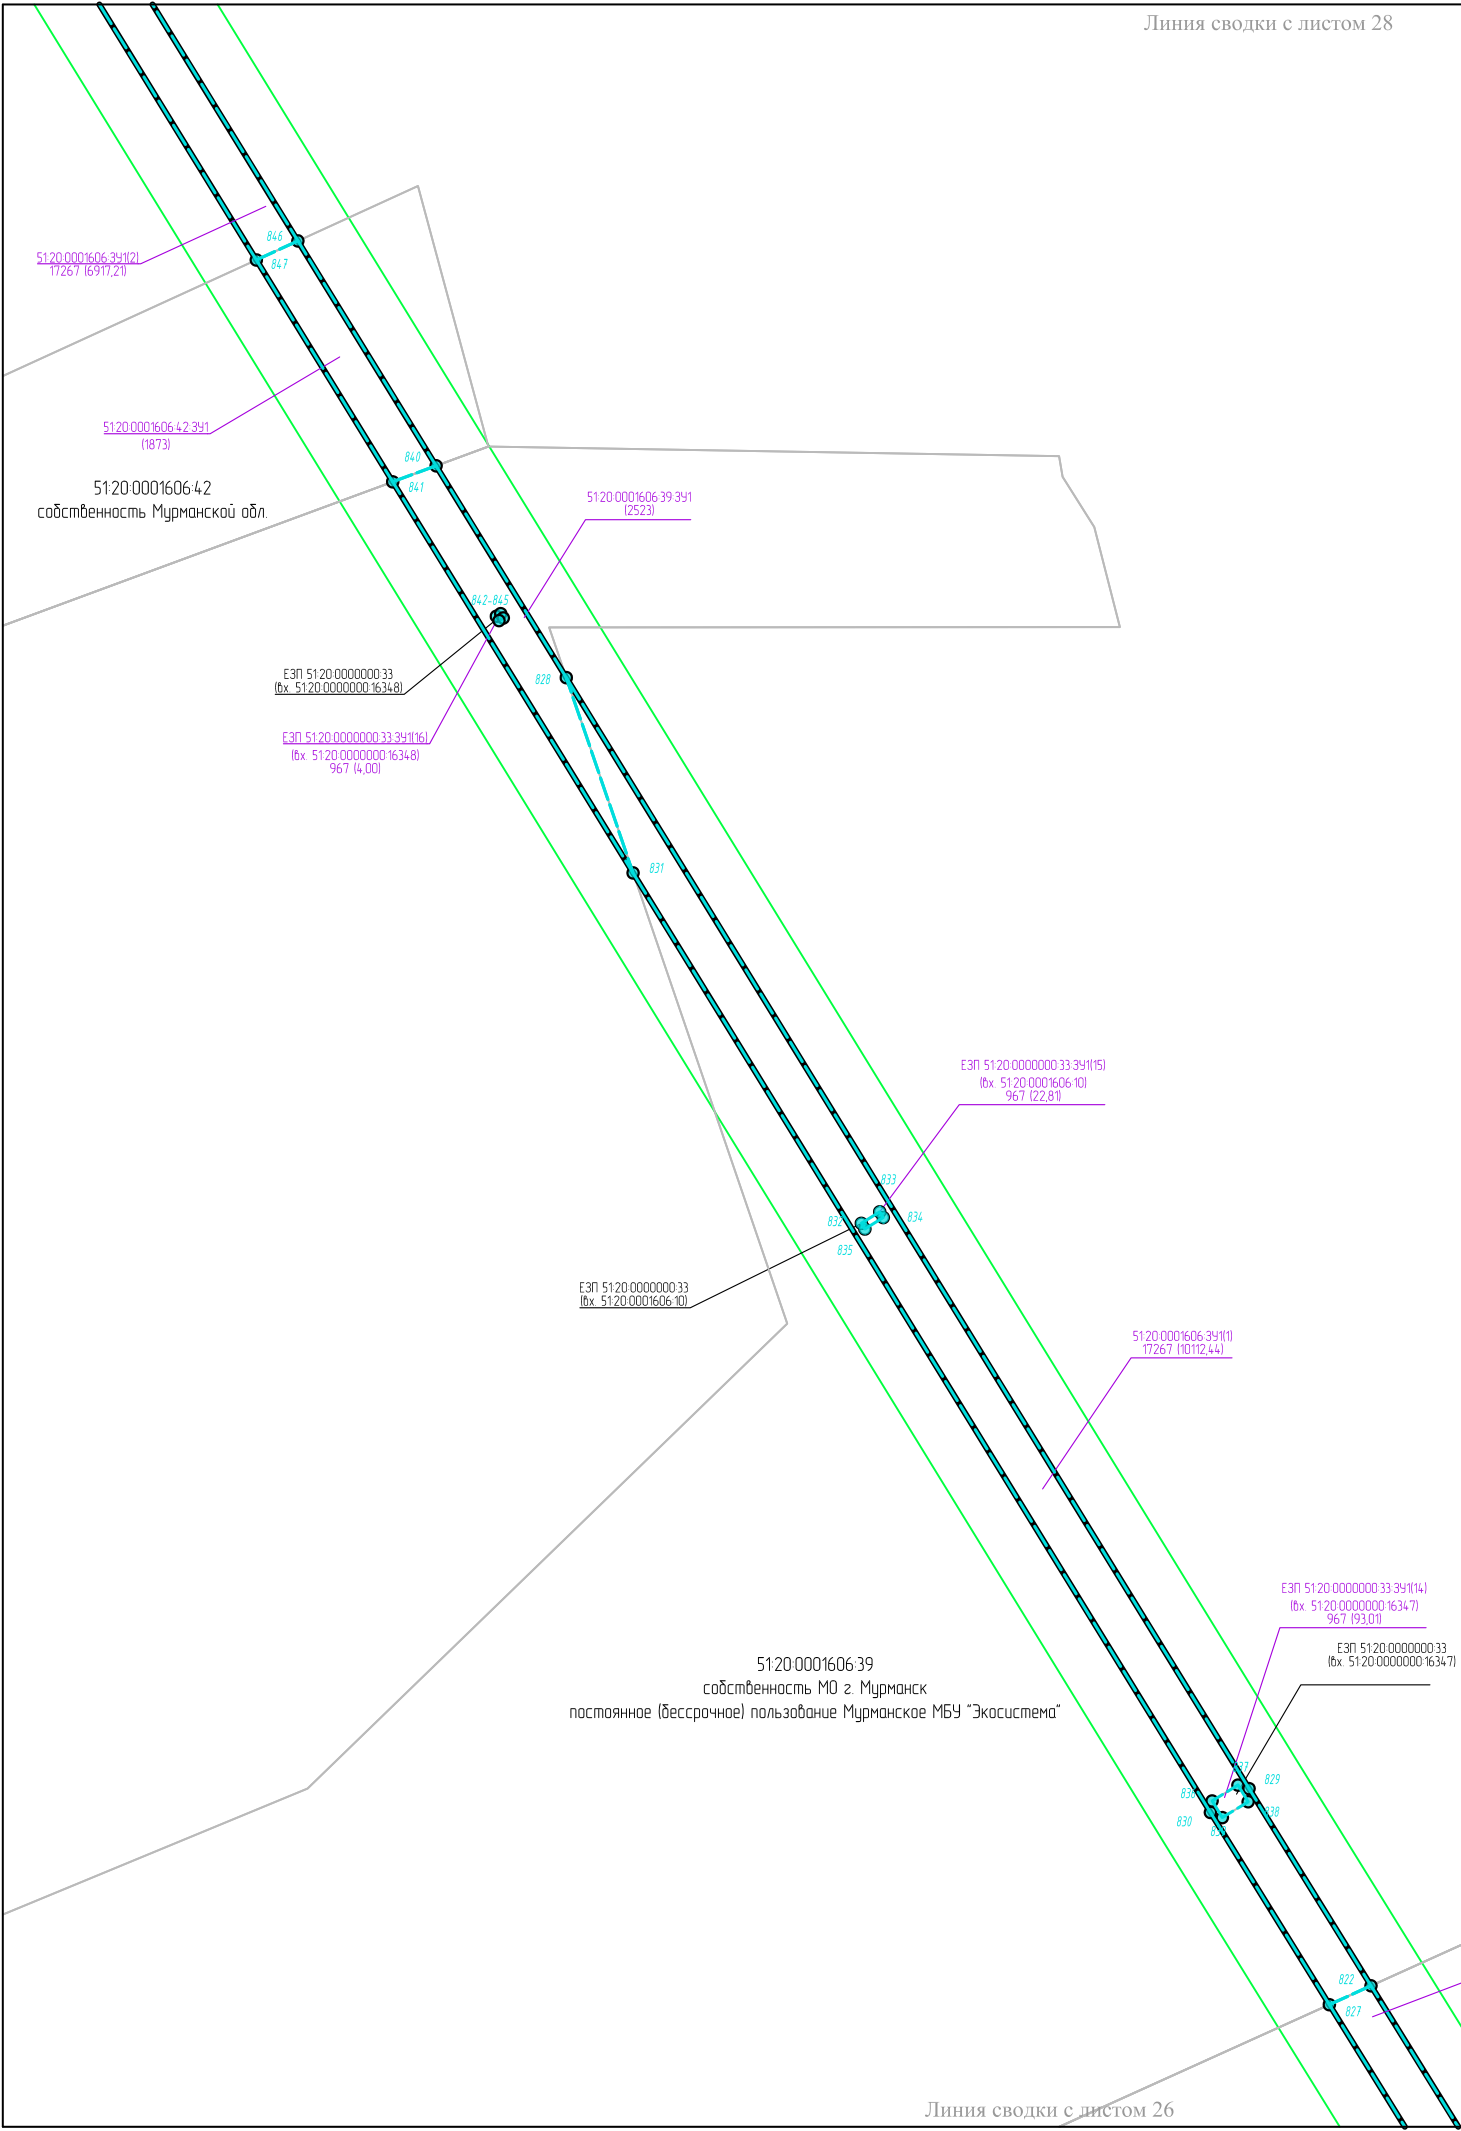 Линия сводки с листом 28
846
847
51:20:0001606:ЗУ1(2)
17267 (6917,21)
51:20:0001606:42:ЗУ1
(1873)
840
841
51:20:0001606:42
собственность Мурманской обл.
51:20:0001606:39:ЗУ1
(2523)
842-845
828
ЕЗП 51:20:0000000:33
(вх. 51:20:0000000:16348)
ЕЗП 51:20:0000000:33:ЗУ1(16)
(вх. 51:20:0000000:16348)
967 (4,00)
831
ЕЗП 51:20:0000000:33:ЗУ1(15)
(вх. 51:20:0001606:10)
967 (22,81)
833
832
834
835
ЕЗП 51:20:0000000:33
(вх. 51:20:0001606:10)
51:20:0001606:ЗУ1(1)
17267 (10112,44)
ЕЗП 51:20:0000000:33:ЗУ1(14)
(вх. 51:20:0000000:16347)
967 (93,01)
ЕЗП 51:20:0000000:33
(вх. 51:20:0000000:16347)
51:20:0001606:39
собственность МО г. Мурманск
постоянное (бессрочное) пользование Мурманское МБУ "Экосистема"
829
838
830
822
827
Линия сводки с листом 26